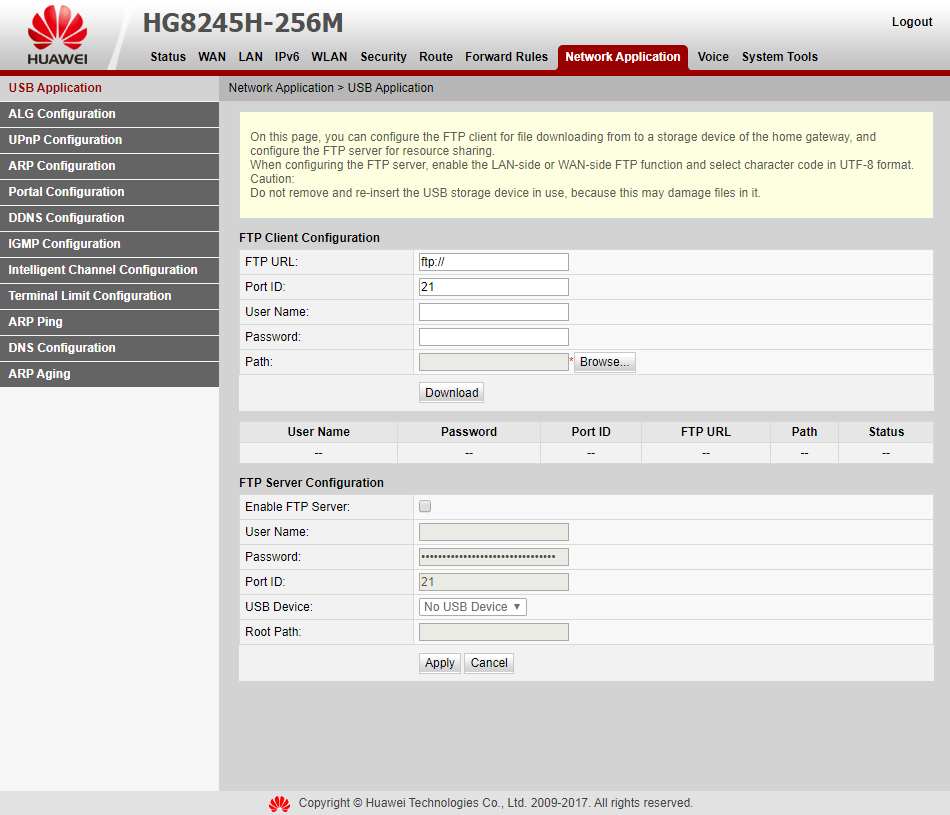 HUAWEI
HG8245H-256M
Logout
Status WAN LAN IPv6 WLAN Security Route Forward Rules Network Application Voice System Tools
USB Application
Network Application > USB Application
ALG Configuration
UPnP Configuration
ARP Configuration
Portal Configuration
DDNS Configuration
IGMP Configuration
Intelligent Channel Configuration
Terminal Limit Configuration
ARP Ping
DNS Configuration
ARP Aging
On this page, you can configure the FTP client for file downloading from to a storage device of the home gateway, and
configure the FTP server for resource sharing.
When configuring the FTP server, enable the LAN-side or WAN-side FTP function and select character code in UTF-8 format.
Caution:
Do not remove and re-insert the USB storage device in use, because this may damage files in it.
FTP Client Configuration
FTP URL: ftp://
Port ID: 21
User Name:
Password:
Path: * Browse...
Download
User Name Password Port ID FTP URL Path Status
-- -- -- -- -- --
FTP Server Configuration
Enable FTP Server:
User Name:
Password: ••••••••••••••••••••••••••••••••
Port ID: 21
USB Device: No USB Device ▼
Root Path:
Apply Cancel
Copyright © Huawei Technologies Co., Ltd. 2009-2017. All rights reserved.